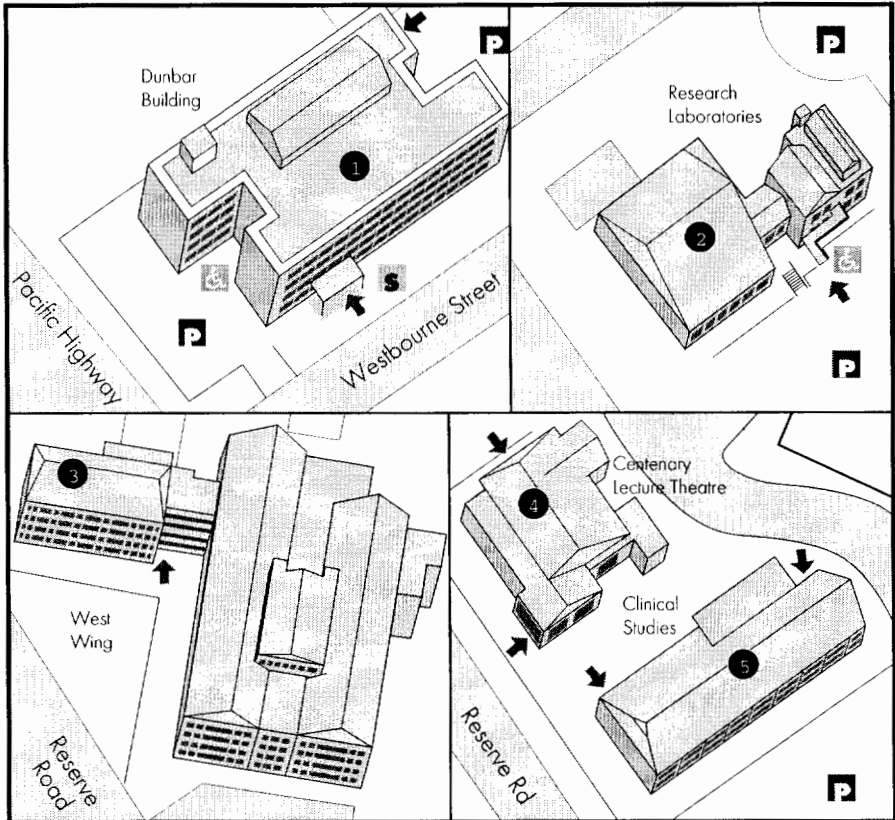 P
Dunbar
Building
1
S
P
Pacific Highway
Westbourne Street
P
Research
Laboratories
2
P
3
West
Wing
Reserve
Road
4
Centenary
Lecture Theatre
Clinical
Studies
5
Reserve Rd
P